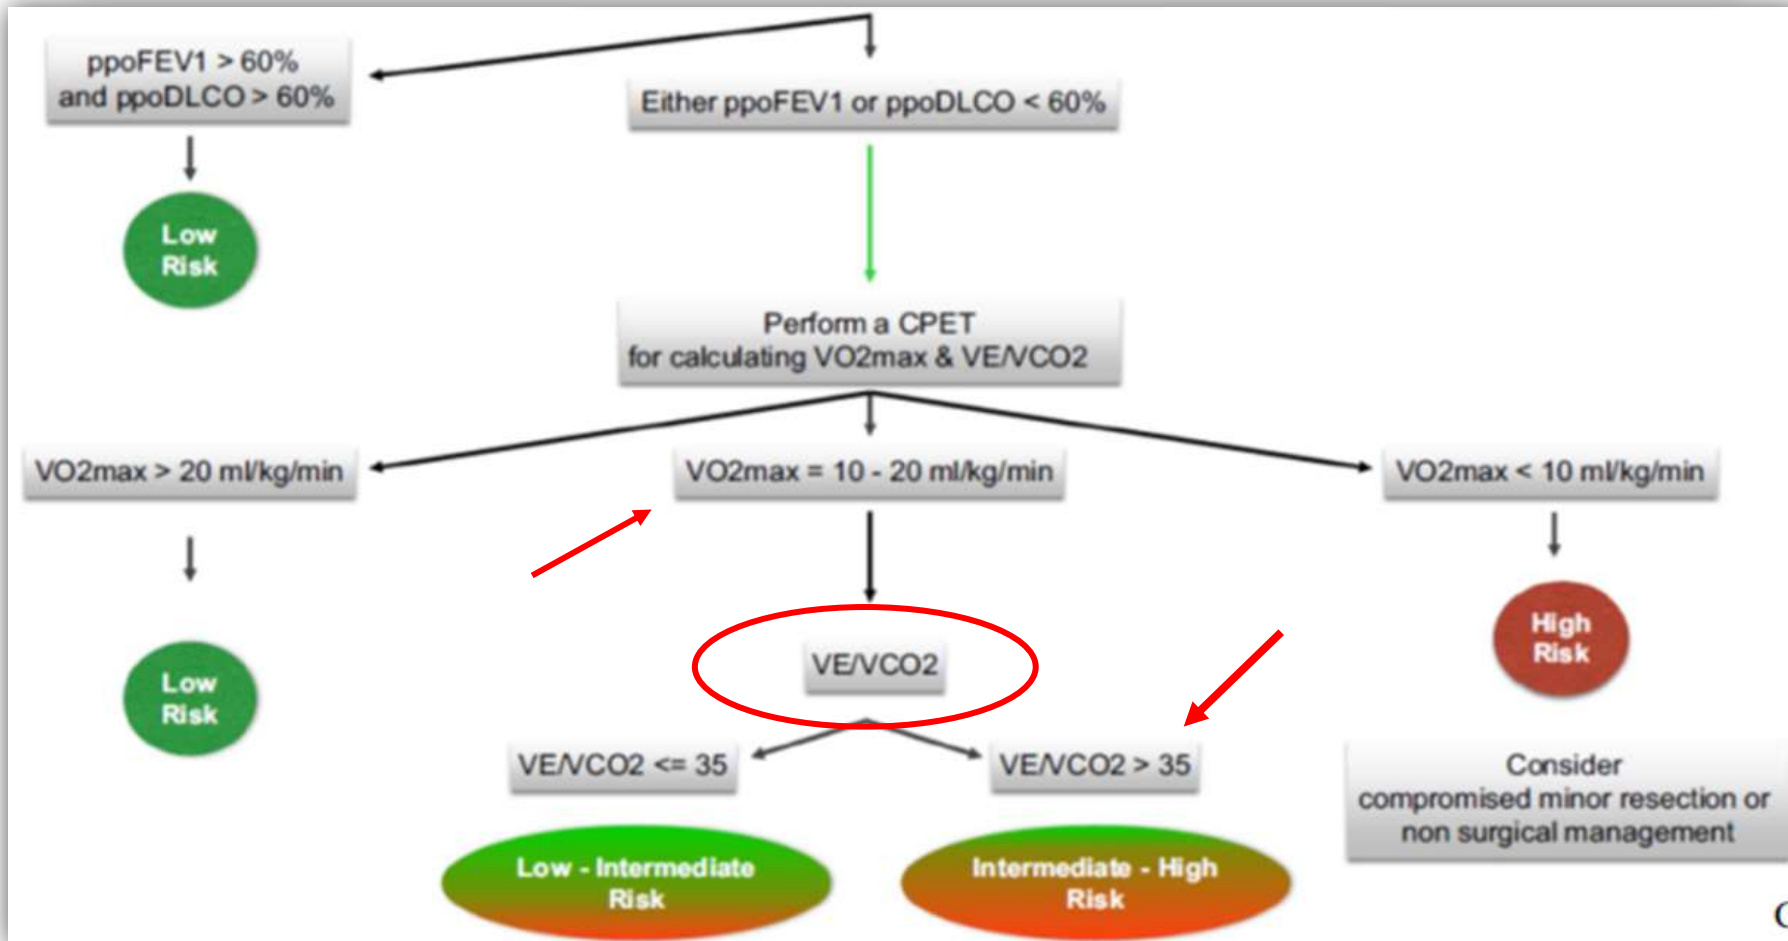 ppoFEV1 > 60%
and ppoDLCO > 60%
Either ppoFEV1 or ppoDLCO < 60%
Low
Risk
Perform a CPET
for calculating VO2max & VE/VCO2
VO2max > 20 ml/kg/min
VO2max = 10 - 20 ml/kg/min
VO2max < 10 ml/kg/min
Low
Risk
VE/VCO2
High
Risk
VE/VCO2 <= 35
VE/VCO2 > 35
Consider
compromised minor resection or
non surgical management
Low - Intermediate
Risk
Intermediate - High
Risk